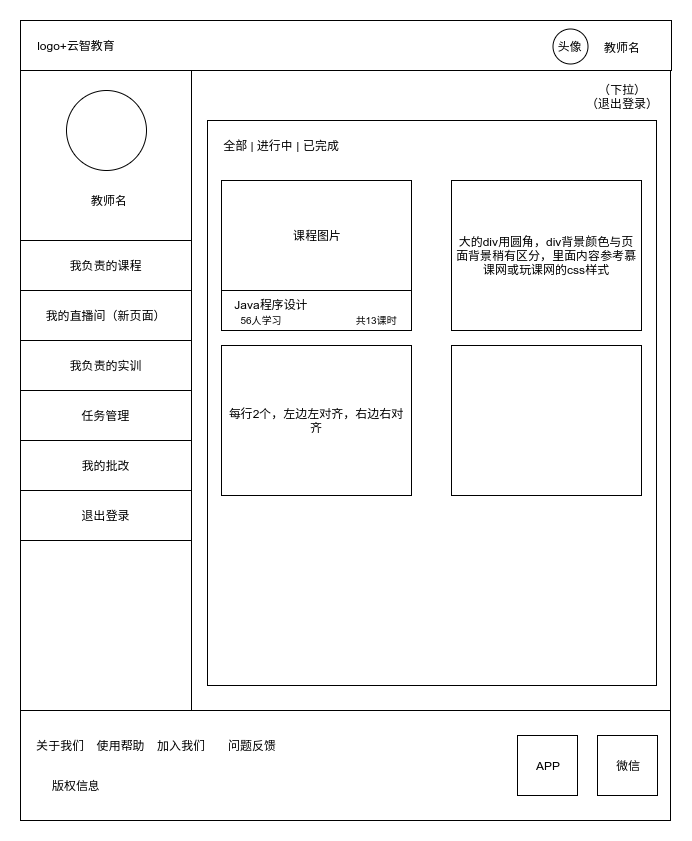 logo+云智教育
头像
教师名
（下拉）
（退出登录）
教师名
我负责的课程
我的直播间（新页面）
我负责的实训
任务管理
我的批改
退出登录
全部 | 进行中 | 已完成
课程图片
Java程序设计
56人学习
共13课时
大的div用圆角，div背景颜色与页
面背景稍有区分，里面内容参考慕
课网或玩课网的css样式
每行2个，左边左对齐，右边右对
齐
关于我们 使用帮助 加入我们 问题反馈
版权信息
APP
微信